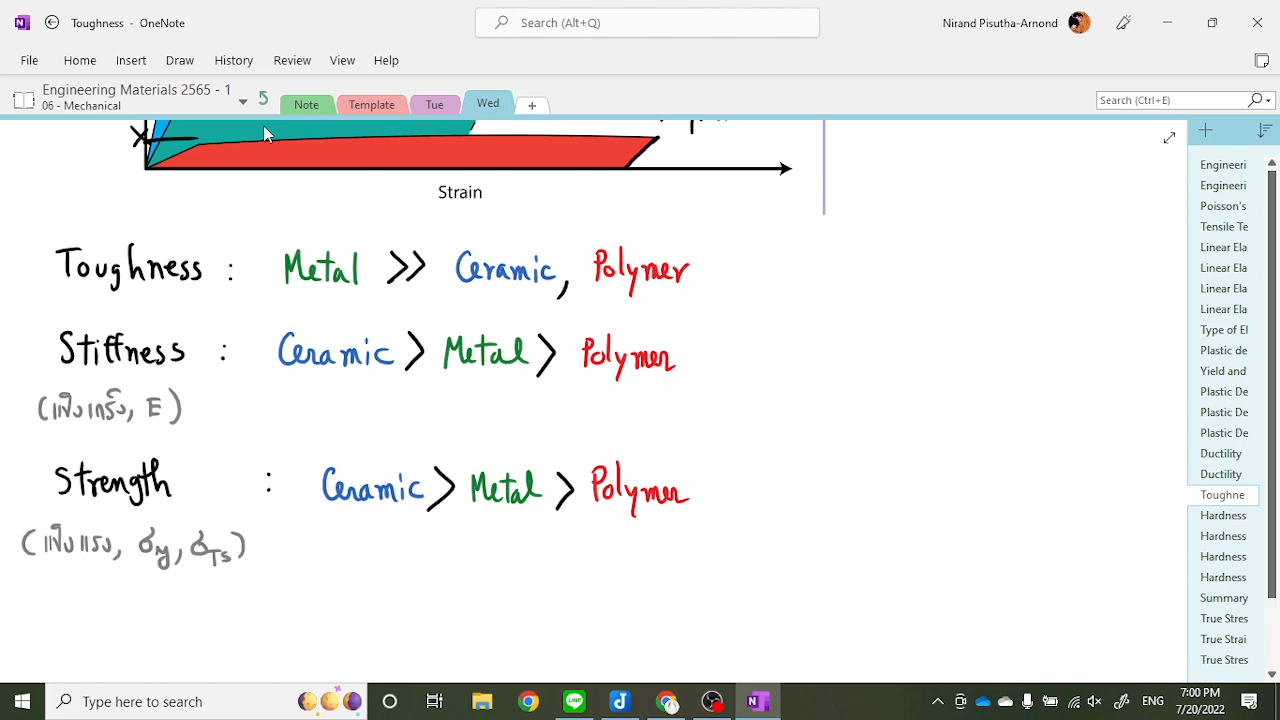 Toughness - OneNote
Search (Alt+Q)
Nirand Pisutha-Arnond
File Home Insert Draw History Review View Help
Engineering Materials 2565 - 1
06 - Mechanical
Note Template Tue Wed
Search (Ctrl+E)
Strain
Toughness : Metal >> Ceramic, Polymer
Stiffness : Ceramic > Metal > Polymer
(แข็งเกร็ง, E)
Strength : Ceramic > Metal > Polymer
(แข็งแรง, σy, σTS)
Engineeri
Engineeri
Poisson's
Tensile Te
Linear Ela
Linear Ela
Linear Ela
Linear Ela
Type of El
Plastic de
Yield and
Plastic De
Plastic De
Plastic De
Ductility
Ductility
Toughne
Hardness
Hardness
Hardness
Hardness
Summary
True Stres
True Strai
True Stres
Type here to search
ENG
7:00 PM
7/20/2022